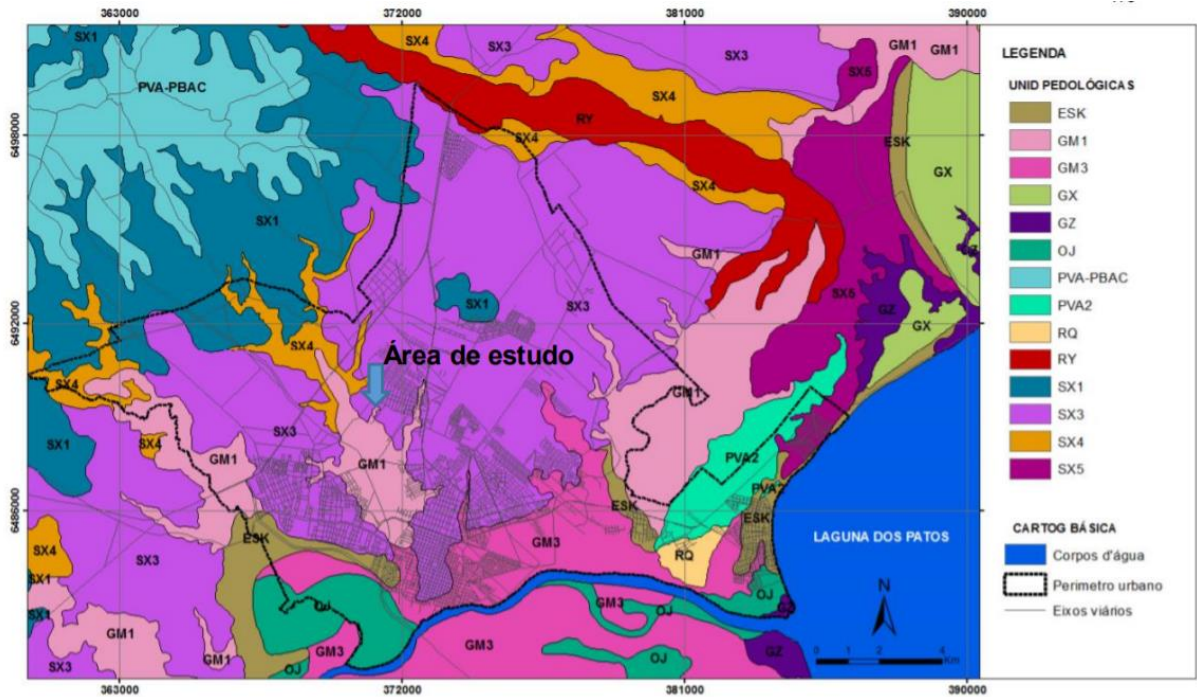 363000 372000 381000 390000
SX1 SX4 SX3 GM1 GM1
SX3 SX5
PVA-PBAC SX4
RY ESK
6498000 SX4 GX
SX4
SX1 GM1
SX3 SX5 GZ
SX1 GX
6492000
SX4 Área de estudo
SX4 GM1
SX1 SX3
SX4 GM1 GM1 PVA2
PVA2
6486000 ESK ESK ESK
SX4 GM3 RQ LAGUNA DOS PATOS
SX3
SX1 OJ OJ
SX1 GM3 OJ
GM1 GM3
SX3 GM1 OJ GM3 OJ GZ
N
0 1 2 4
Km
363000 372000 381000 390000
LEGENDA
UNID PEDOLÓGICAS
ESK
GM1
GM3
GX
GZ
OJ
PVA-PBAC
PVA2
RQ
RY
SX1
SX3
SX4
SX5
CARTOG BÁSICA
Corpos d'água
Perimetro urbano
Eixos viários